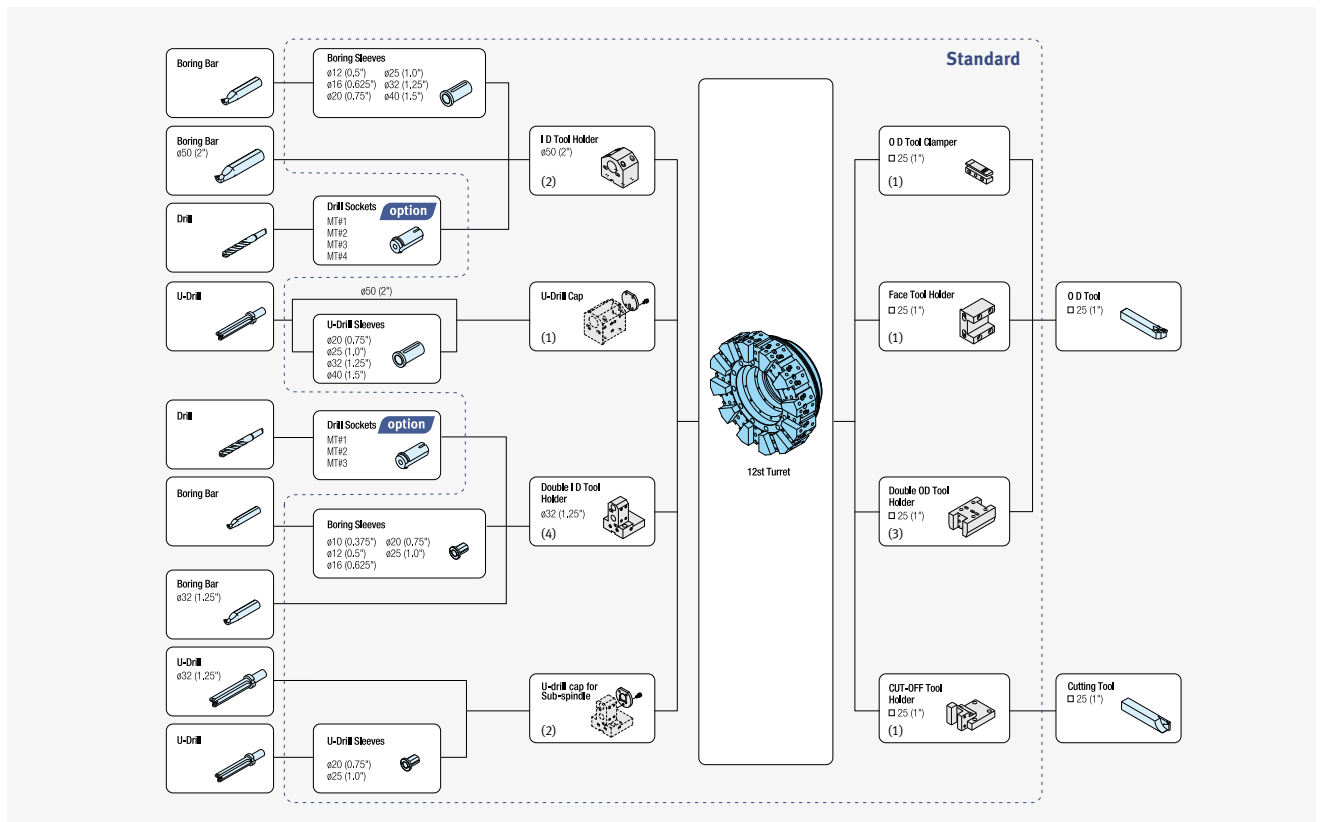 Standard
Boring Bar
Boring Sleeves
ø12 (0.5") ø25 (1.0")
ø16 (0.625") ø32 (1.25")
ø20 (0.75") ø40 (1.5")
Boring Bar
ø50 (2")
Drill
Drill Sockets option
MT#1
MT#2
MT#3
MT#4
I D Tool Holder
ø50 (2")
(2)
U-Drill
ø50 (2")
U-Drill Sleeves
ø20 (0.75")
ø25 (1.0")
ø32 (1.25")
ø40 (1.5")
U-Drill Cap
(1)
Drill
Drill Sockets option
MT#1
MT#2
MT#3
Boring Bar
Boring Sleeves
ø10 (0.375") ø20 (0.75")
ø12 (0.5") ø25 (1.0")
ø16 (0.625")
Boring Bar
ø32 (1.25")
Double I D Tool
Holder
ø32 (1.25")
(4)
U-Drill
ø32 (1.25")
U-Drill
U-Drill Sleeves
ø20 (0.75")
ø25 (1.0")
U-drill cap for
Sub-spindle
(2)
12st Turret
O D Tool Clamper
□ 25 (1")
(1)
Face Tool Holder
□ 25 (1")
(1)
O D Tool
□ 25 (1")
Double OD Tool
Holder
□ 25 (1")
(3)
CUT-OFF Tool
Holder
□ 25 (1")
(1)
Cutting Tool
□ 25 (1")